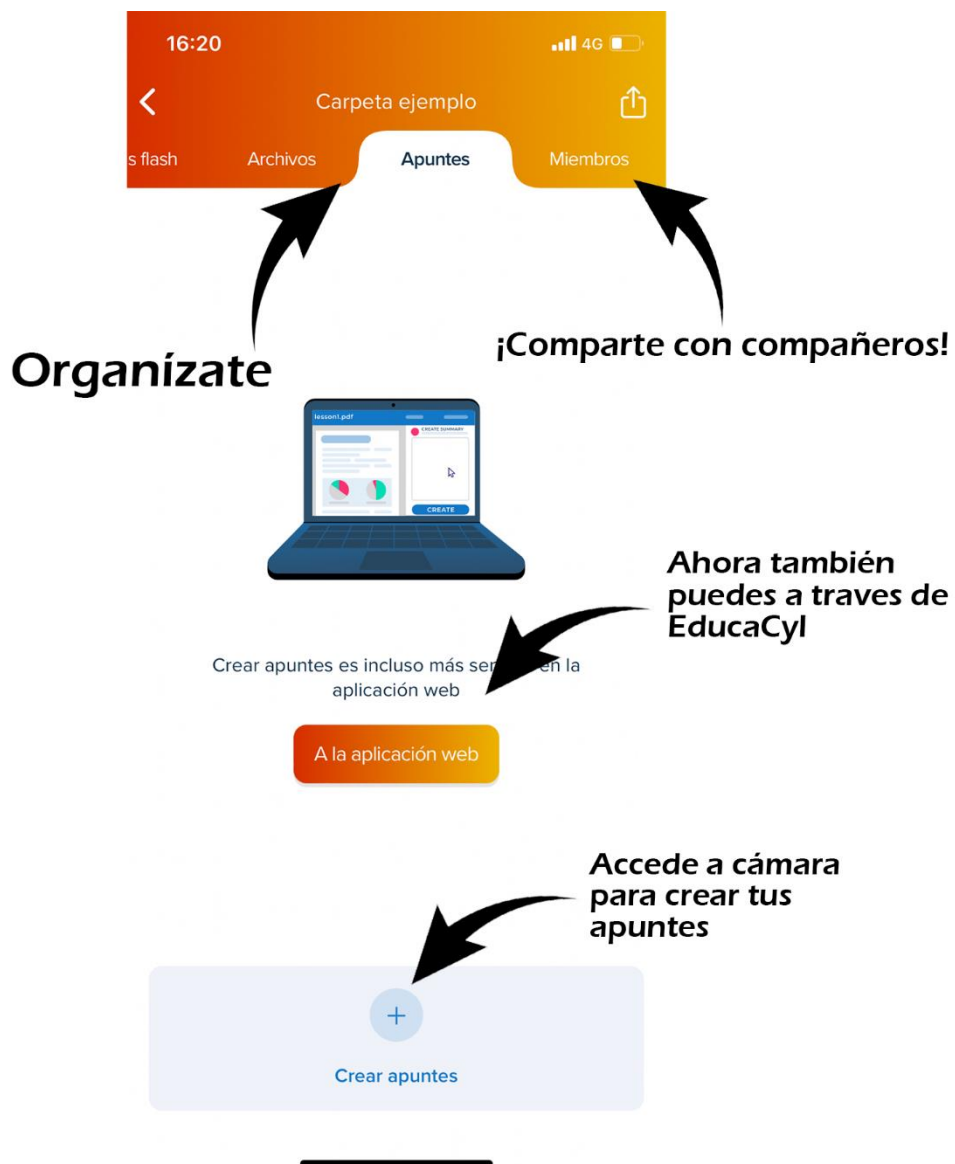 16:20
4G
Carpeta ejemplo
s flash
Archivos
Apuntes
Miembros
Organízate
¡Comparte con compañeros!
lesson1.pdf
CREATE SUMMARY
CREATE
Ahora también
puedes a traves de
EducaCyl
Crear apuntes es incluso más sen en la
aplicación web
A la aplicación web
Accede a cámara
para crear tus
apuntes
+
Crear apuntes